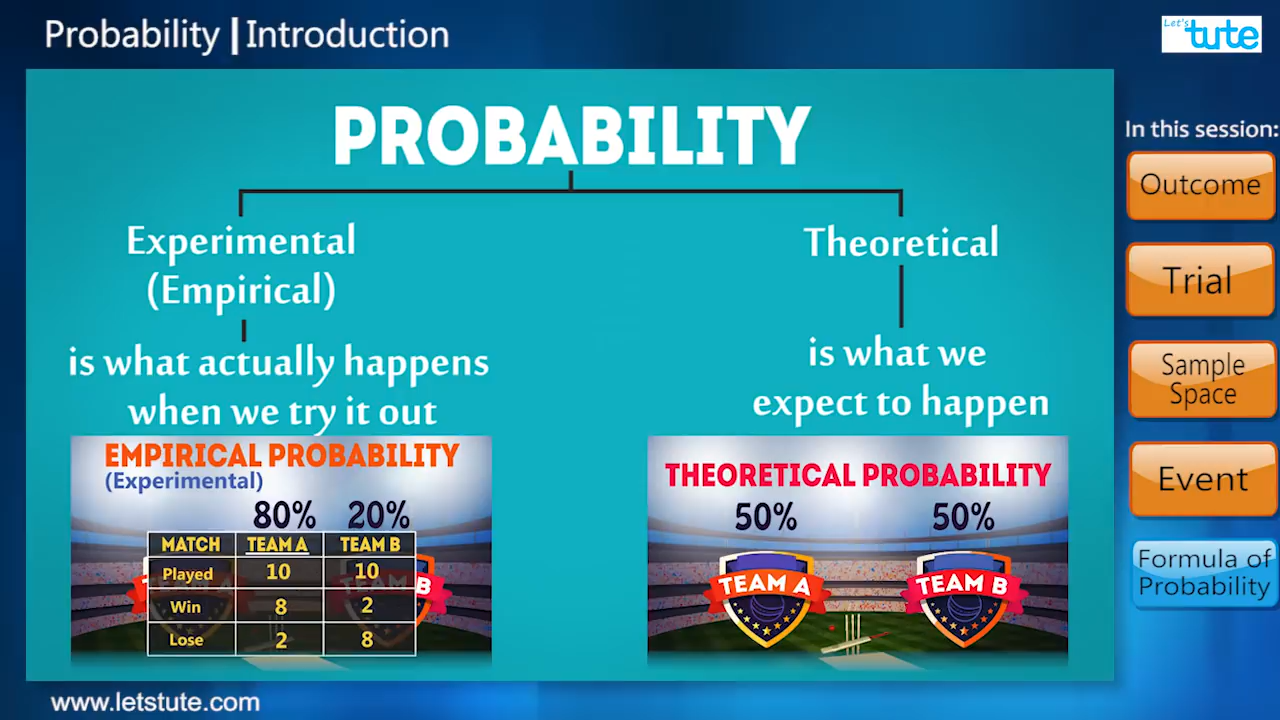 Probability | Introduction
Let's
tute
PROBABILITY
Experimental
(Empirical)
is what actually happens
when we try it out
Theoretical
is what we
expect to happen
EMPIRICAL PROBABILITY
(Experimental)
80% 20%
MATCH TEAM A TEAM B
Played 10 10
Win 8 2
Lose 2 8
B
THEORETICAL PROBABILITY
50% 50%
TEAM A TEAM B
In this session:
Outcome
Trial
Sample
Space
Event
Formula of
Probability
www.letstute.com